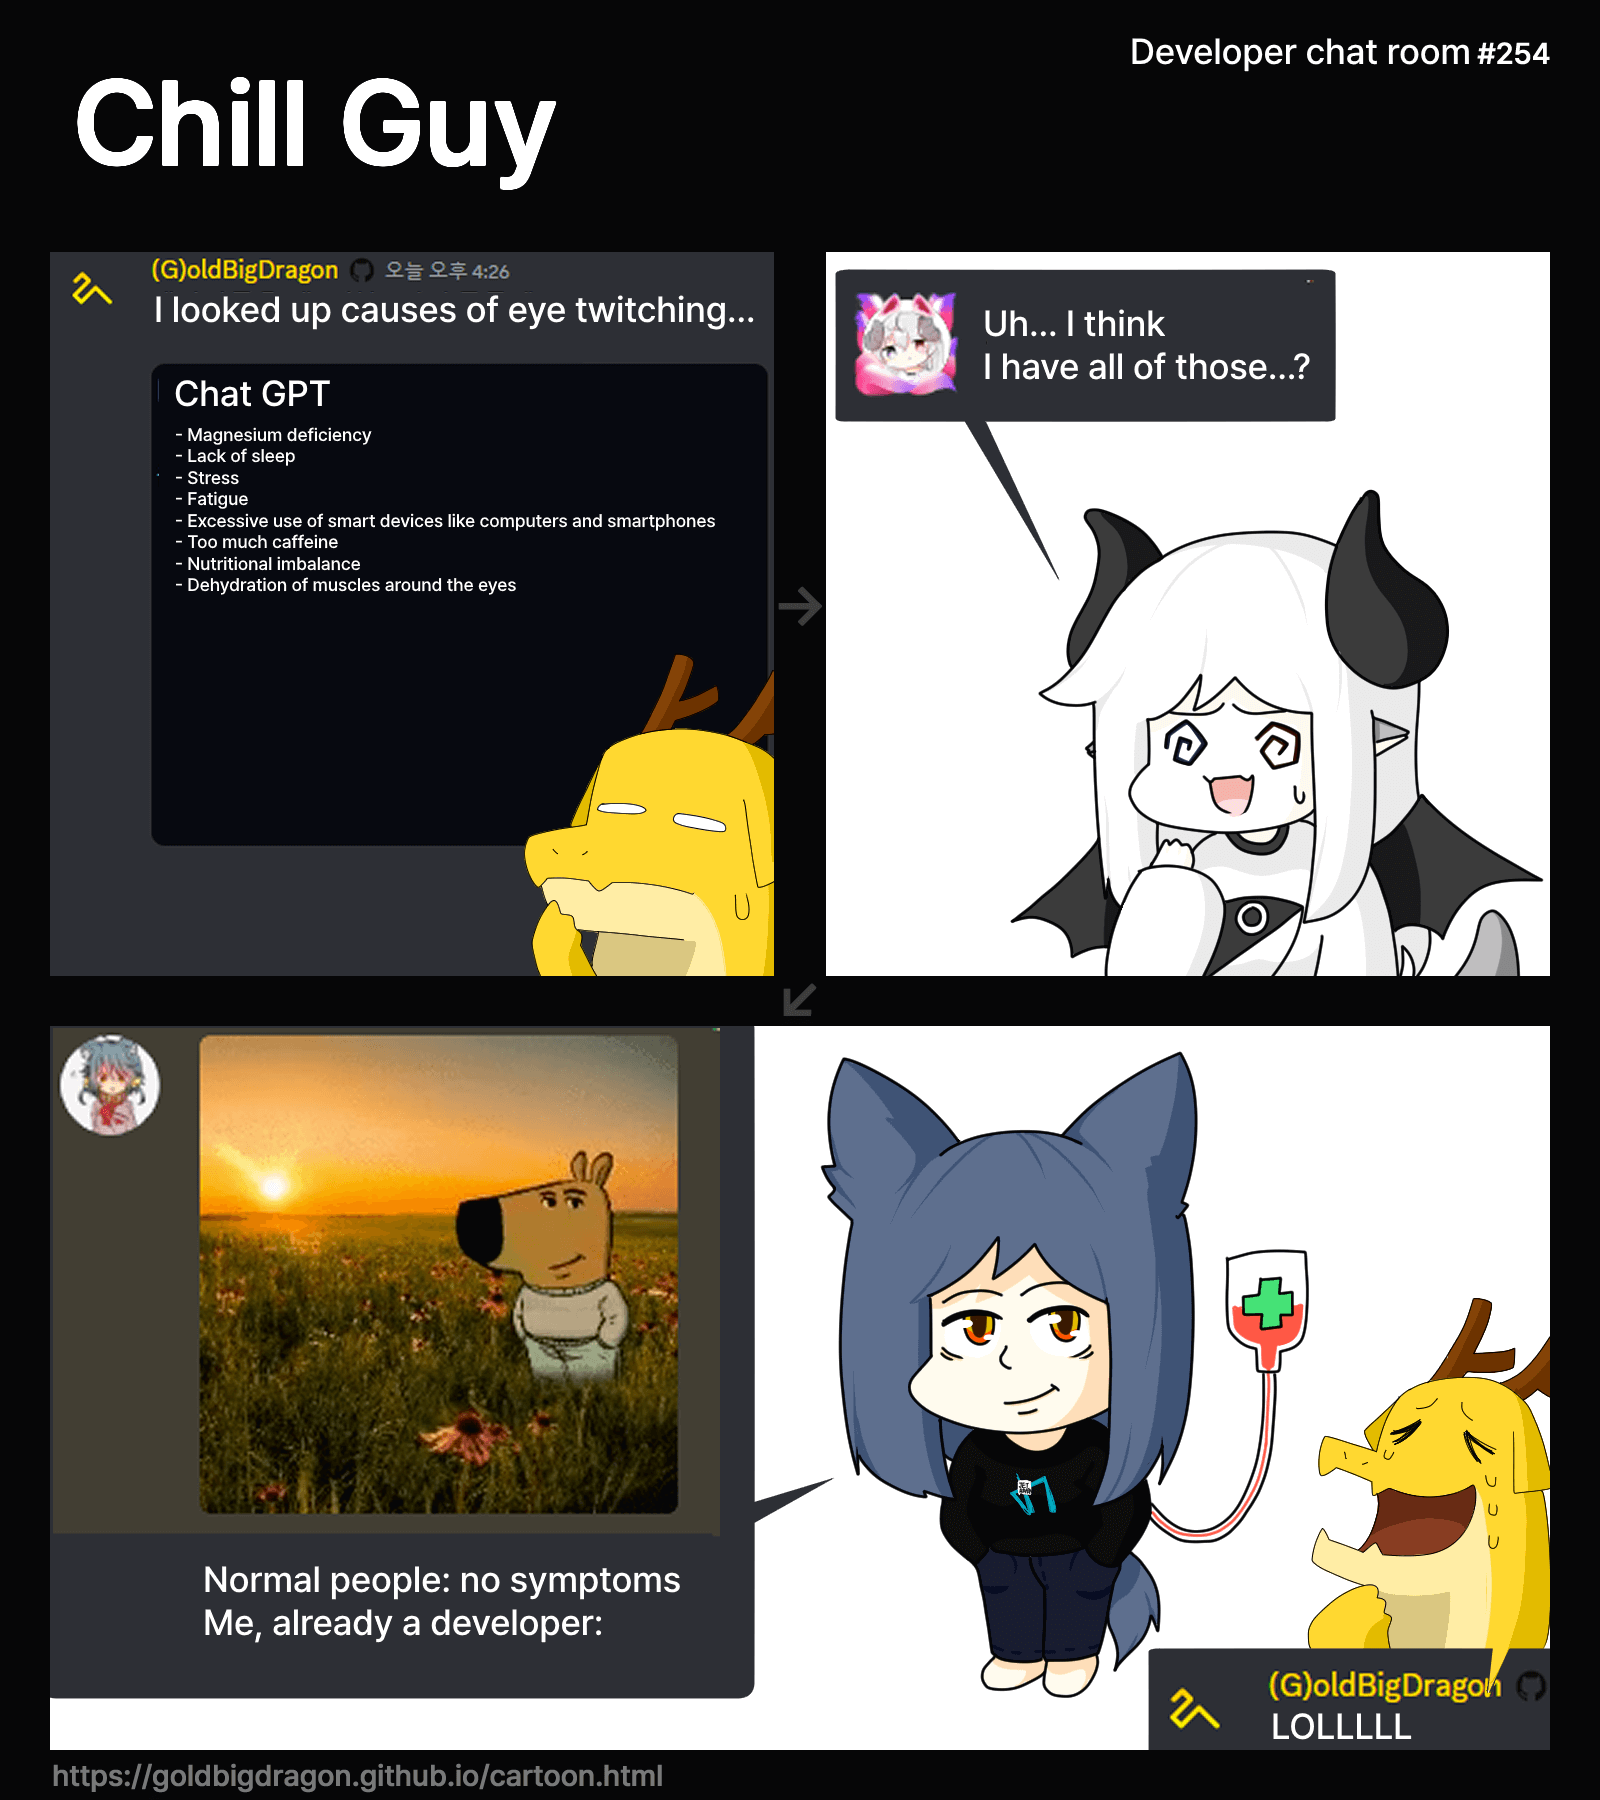 Developer chat room #254
Chill Guy
(G)oldBigDragon 오늘 오후 4:26
I looked up causes of eye twitching...
Chat GPT
- Magnesium deficiency
- Lack of sleep
- Stress
- Fatigue
- Excessive use of smart devices like computers and smartphones
- Too much caffeine
- Nutritional imbalance
- Dehydration of muscles around the eyes
Uh... I think
I have all of those...?
Normal people: no symptoms
Me, already a developer:
(G)oldBigDragon
LOLLLLL
https://goldbigdragon.github.io/cartoon.html